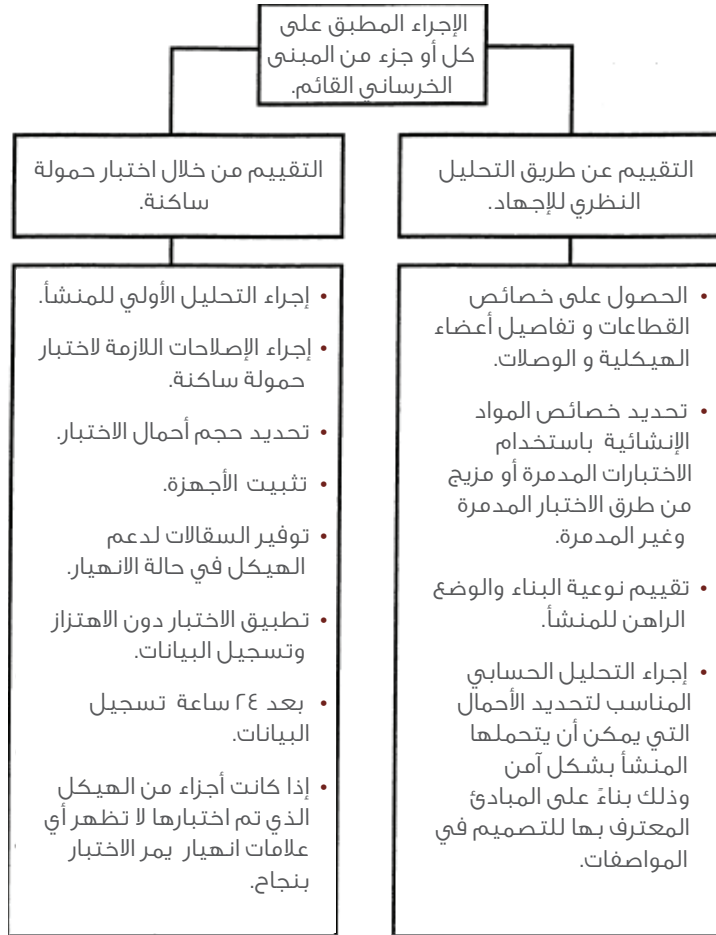 الإجراء المطبق على
كل أو جزء من المبنى
الخرساني القائم.
التقييم عن طريق التحليل
النظري للإجهاد.
• الحصول على خصائص
القطاعات و تفاصيل أعضاء
الهيكلية و الوصلات.
• تحديد خصائص المواد
الإنشائية باستخدام
الاختبارات المدمرة أو مزيج
من طرق الاختبار المدمرة
وغير المدمرة.
• تقييم نوعية البناء والوضع
الراهن للمنشأ.
• إجراء التحليل الحسابي
المناسب لتحديد الأحمال
التي يمكن أن يتحملها
المنشأ بشكل آمن
وذلك بناءً على المبادئ
المعترف بها للتصميم في
المواصفات.
التقييم من خلال اختبار حمولة
ساكنة.
• إجراء التحليل الأولي للمنشأ.
• إجراء الإصلاحات اللازمة لاختبار
حمولة ساكنة.
• تحديد حجم أحمال الاختبار.
• تثبيت الأجهزة.
• توفير السقالات لدعم
الهيكل في حالة الانهيار.
• تطبيق الاختبار دون الاهتزاز
وتسجيل البيانات.
• بعد ٢٤ ساعة تسجيل
البيانات.
• إذا كانت أجزاء من الهيكل
الذي تم اختبارها لا تظهر أي
علامات انهيار يمر الاختبار
بنجاح.